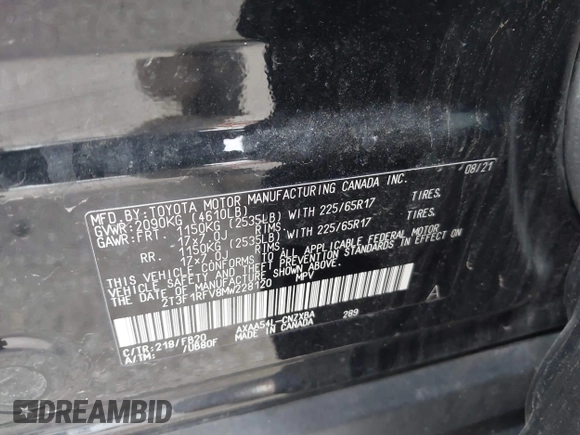 MFD.BY:TOYOTA MOTOR MANUFACTURING CANADA INC. 08/21
GVWR:2090KG (4610LB)
GAWR:FRT. 1150KG (2535LB) WITH 225/65R17 TIRES.
17x7.0J RIMS
RR. 1150KG (2535LB) WITH 225/65R17 TIRES.
17x7.0J RIMS
THIS VEHICLE CONFORMS TO ALL APPLICABLE FEDERAL MOTOR
VEHICLE SAFETY AND THEFT PREVENTION STANDARDS IN EFFECT ON
THE DATE OF MANUFACTURE SHOWN ABOVE.
2T3F1RFV8MW228120 MPV
A
C/TR:218/FB20 AXAA54L-CNZXBA 289
A/TM: /UB80F MADE IN CANADA
DREAMBID